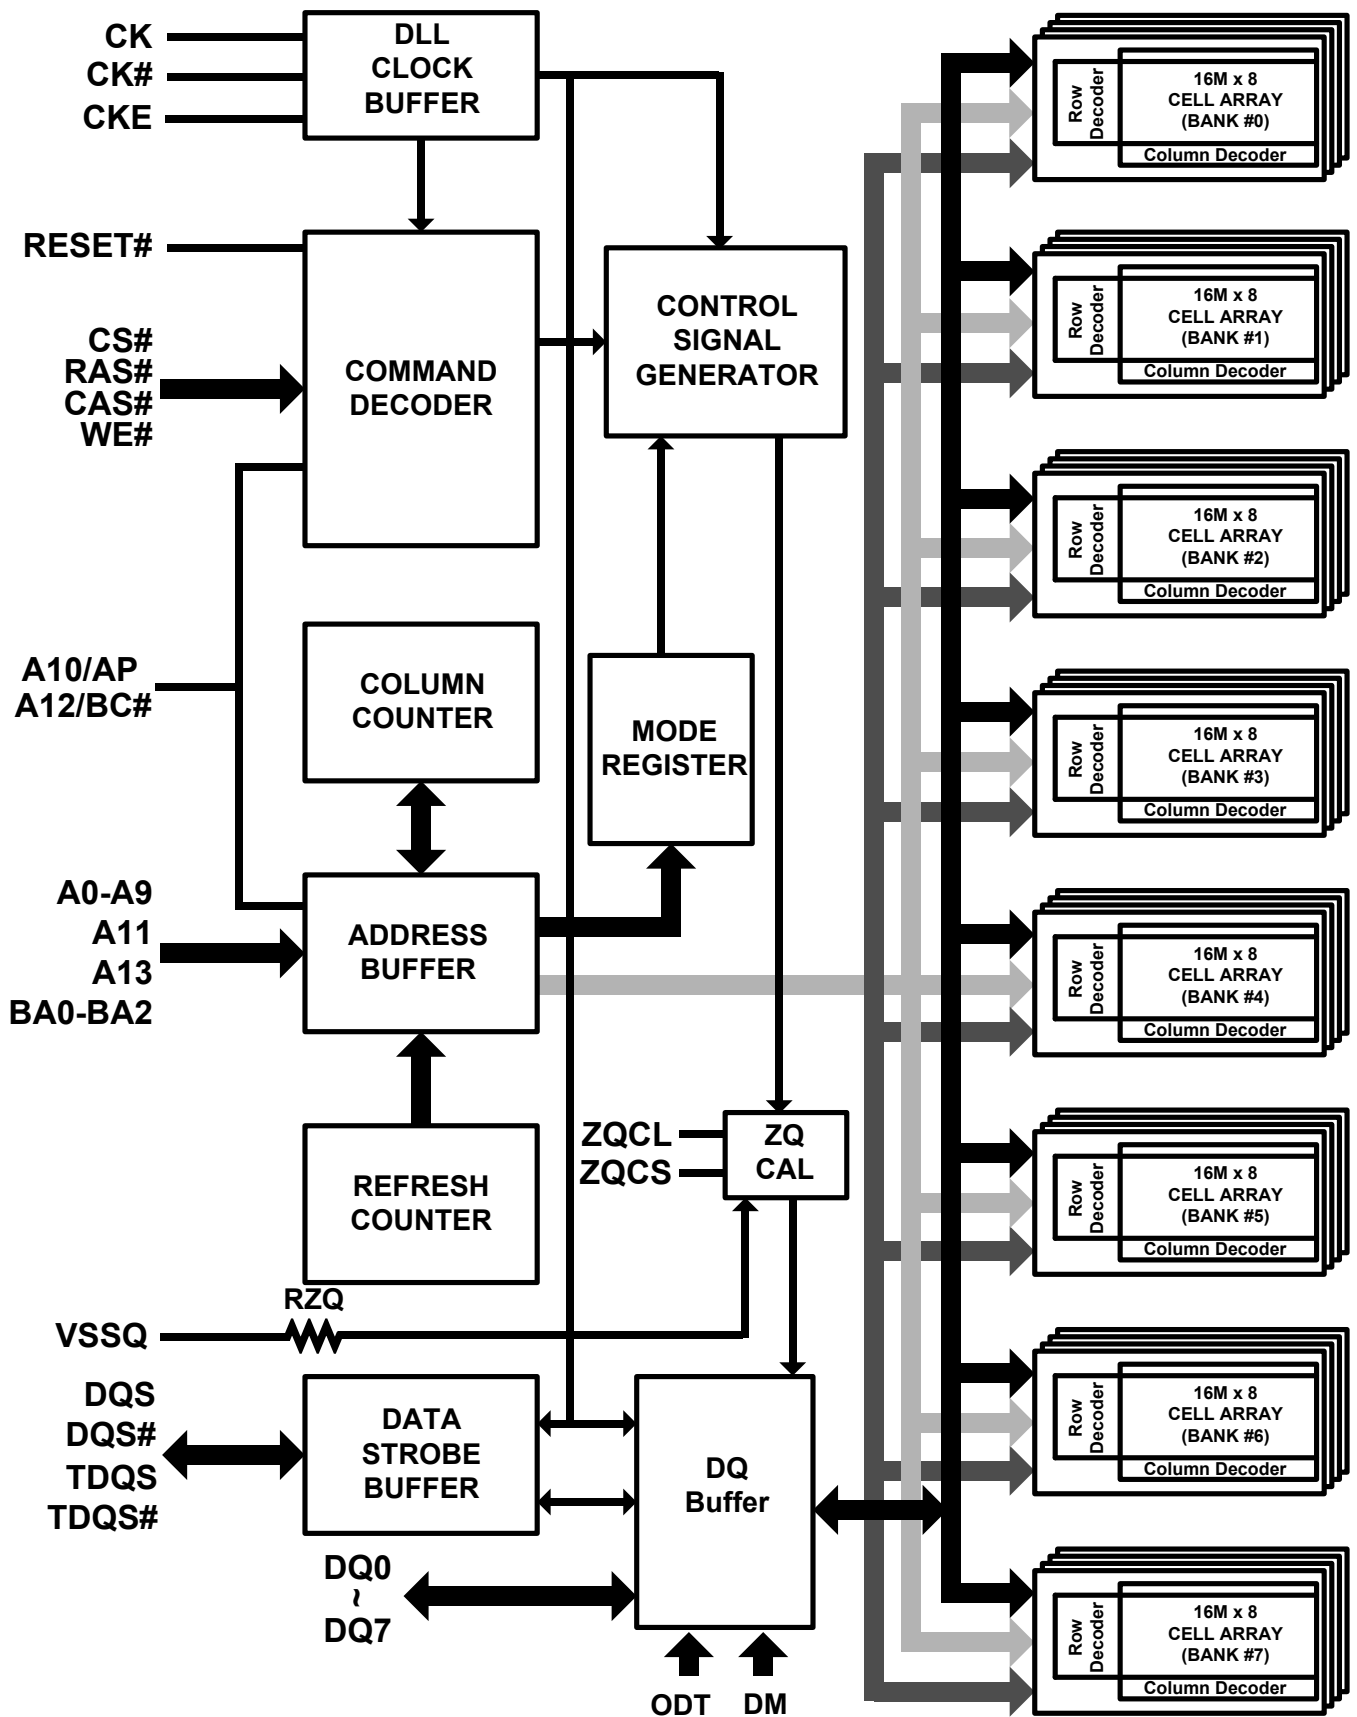 CK
CK#
CKE
DLL
CLOCK
BUFFER
RESET#
CS#
RAS#
CAS#
WE#
COMMAND
DECODER
CONTROL
SIGNAL
GENERATOR
A10/AP
A12/BC#
COLUMN
COUNTER
MODE
REGISTER
A0-A9
A11
A13
BA0-BA2
ADDRESS
BUFFER
REFRESH
COUNTER
ZQCL
ZQCS
ZQ
CAL
RZQ
VSSQ
DQS
DQS#
TDQS
TDQS#
DATA
STROBE
BUFFER
DQ
Buffer
DQ0
~
DQ7
ODT
DM
Row
Decoder
16M x 8
CELL ARRAY
(BANK #0)
Column Decoder
Row
Decoder
16M x 8
CELL ARRAY
(BANK #1)
Column Decoder
Row
Decoder
16M x 8
CELL ARRAY
(BANK #2)
Column Decoder
Row
Decoder
16M x 8
CELL ARRAY
(BANK #3)
Column Decoder
Row
Decoder
16M x 8
CELL ARRAY
(BANK #4)
Column Decoder
Row
Decoder
16M x 8
CELL ARRAY
(BANK #5)
Column Decoder
Row
Decoder
16M x 8
CELL ARRAY
(BANK #6)
Column Decoder
Row
Decoder
16M x 8
CELL ARRAY
(BANK #7)
Column Decoder